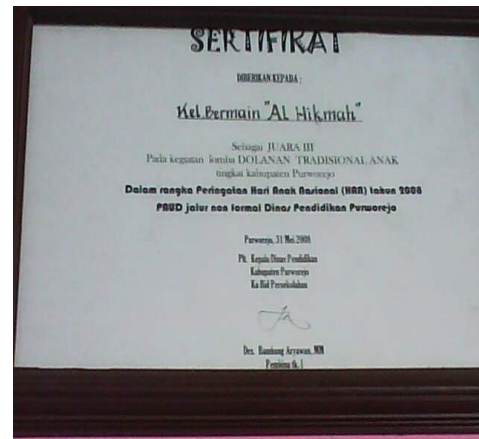 SERTIFIKAT
DIBERIKAN KEPADA :
Kel.Bermain "AL Hikmah"
Sebagai JUARA III
Pada kegiatan lomba DOLANAN TRADISIONAL ANAK
tingkat kabupaten Purworejo
Dalam rangka Peringatan Hari Anak Nasional (HAN) tahun 2008
PAUD jalur non formal Dinas Pendidikan Purworejo
Purworejo, 31 Mei 2008
Plt. Kepala Dinas Pendidikan
Kabupaten Purworejo
Ka Bid Persekolahan
Drs. Bambang Aryawan, MM
Pembina tk. I